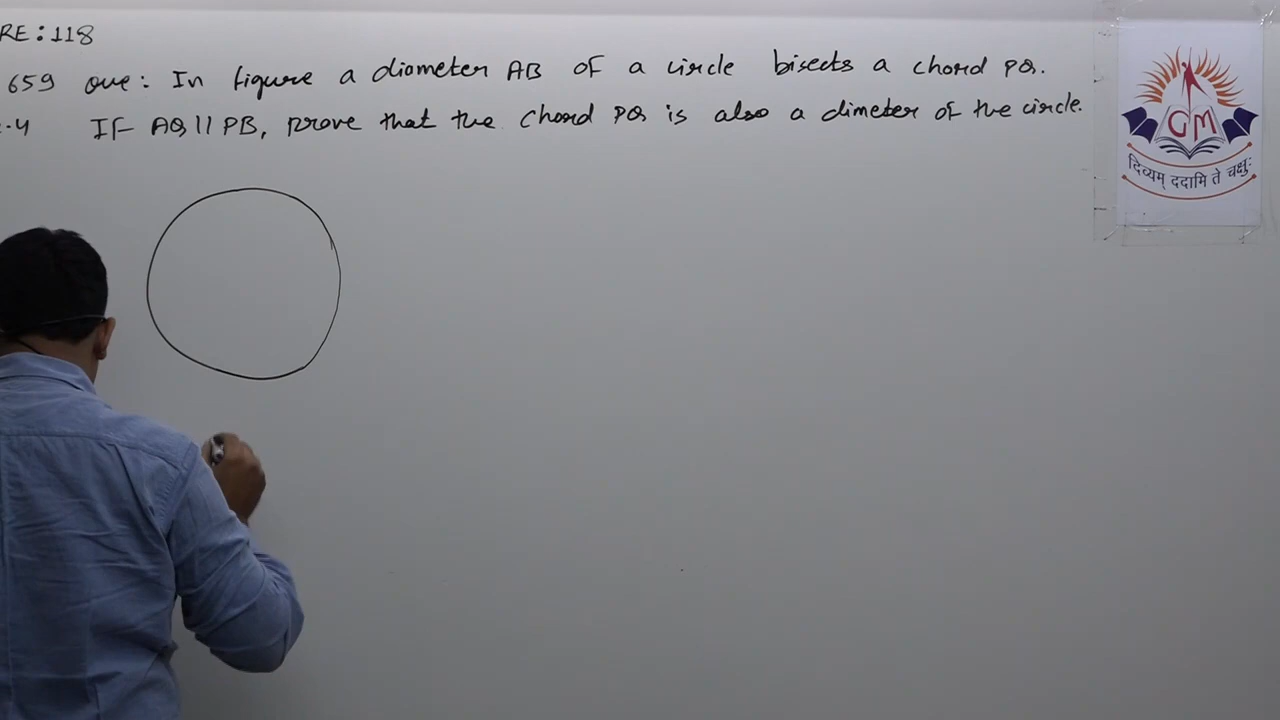 RE:118
659 Que: In figure a diameter AB of a circle bisects a chord PQ.
.4 If AQ || PB, prove that the chord PQ is also a dimeter of the circle.
GM
दिव्यम् ददामि ते चक्षुः